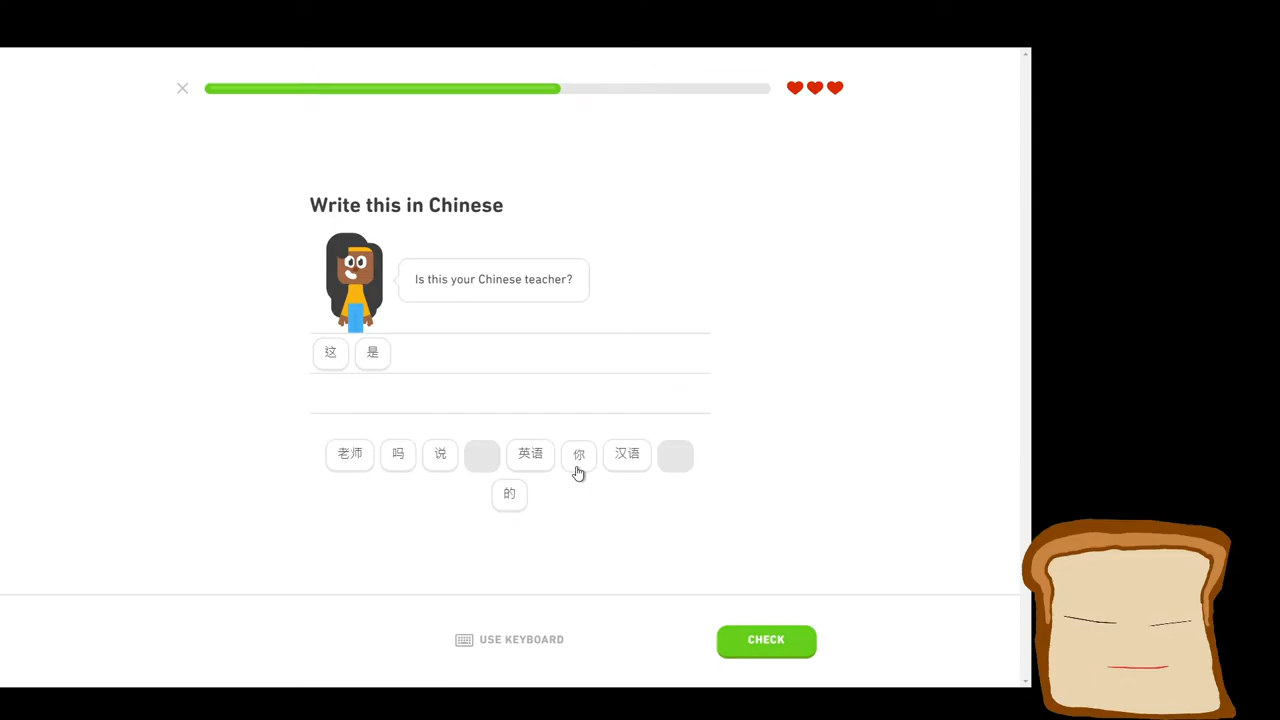 Write this in Chinese
Is this your Chinese teacher?
这 是
老师 吗 说 英语 你 汉语
的
USE KEYBOARD
CHECK